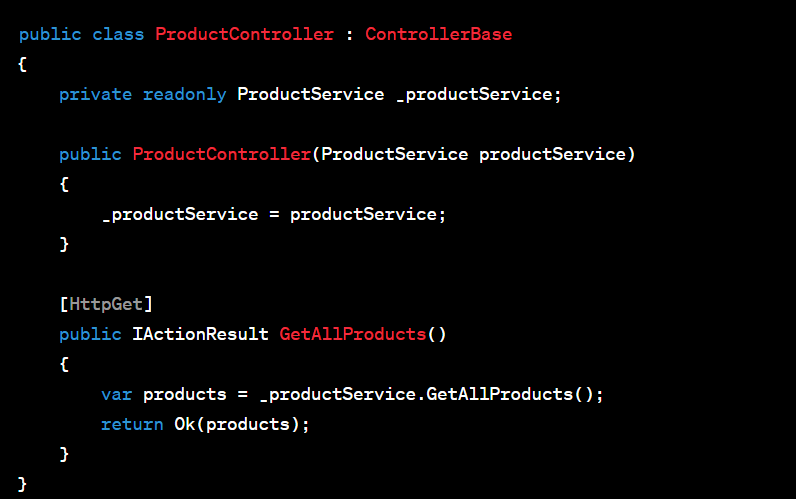 public class ProductController : ControllerBase
{
    private readonly ProductService _productService;

    public ProductController(ProductService productService)
    {
        _productService = productService;
    }

    [HttpGet]
    public IActionResult GetAllProducts()
    {
        var products = _productService.GetAllProducts();
        return Ok(products);
    }
}